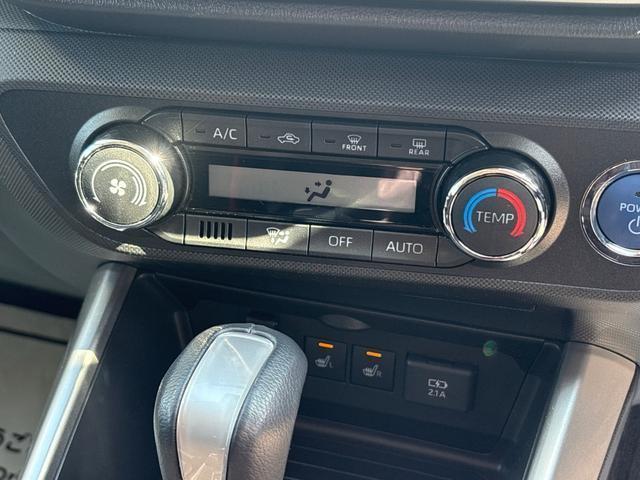 A/C
FRONT
REAR
TEMP
POW
OFF
AUTO
L
R
2.1A